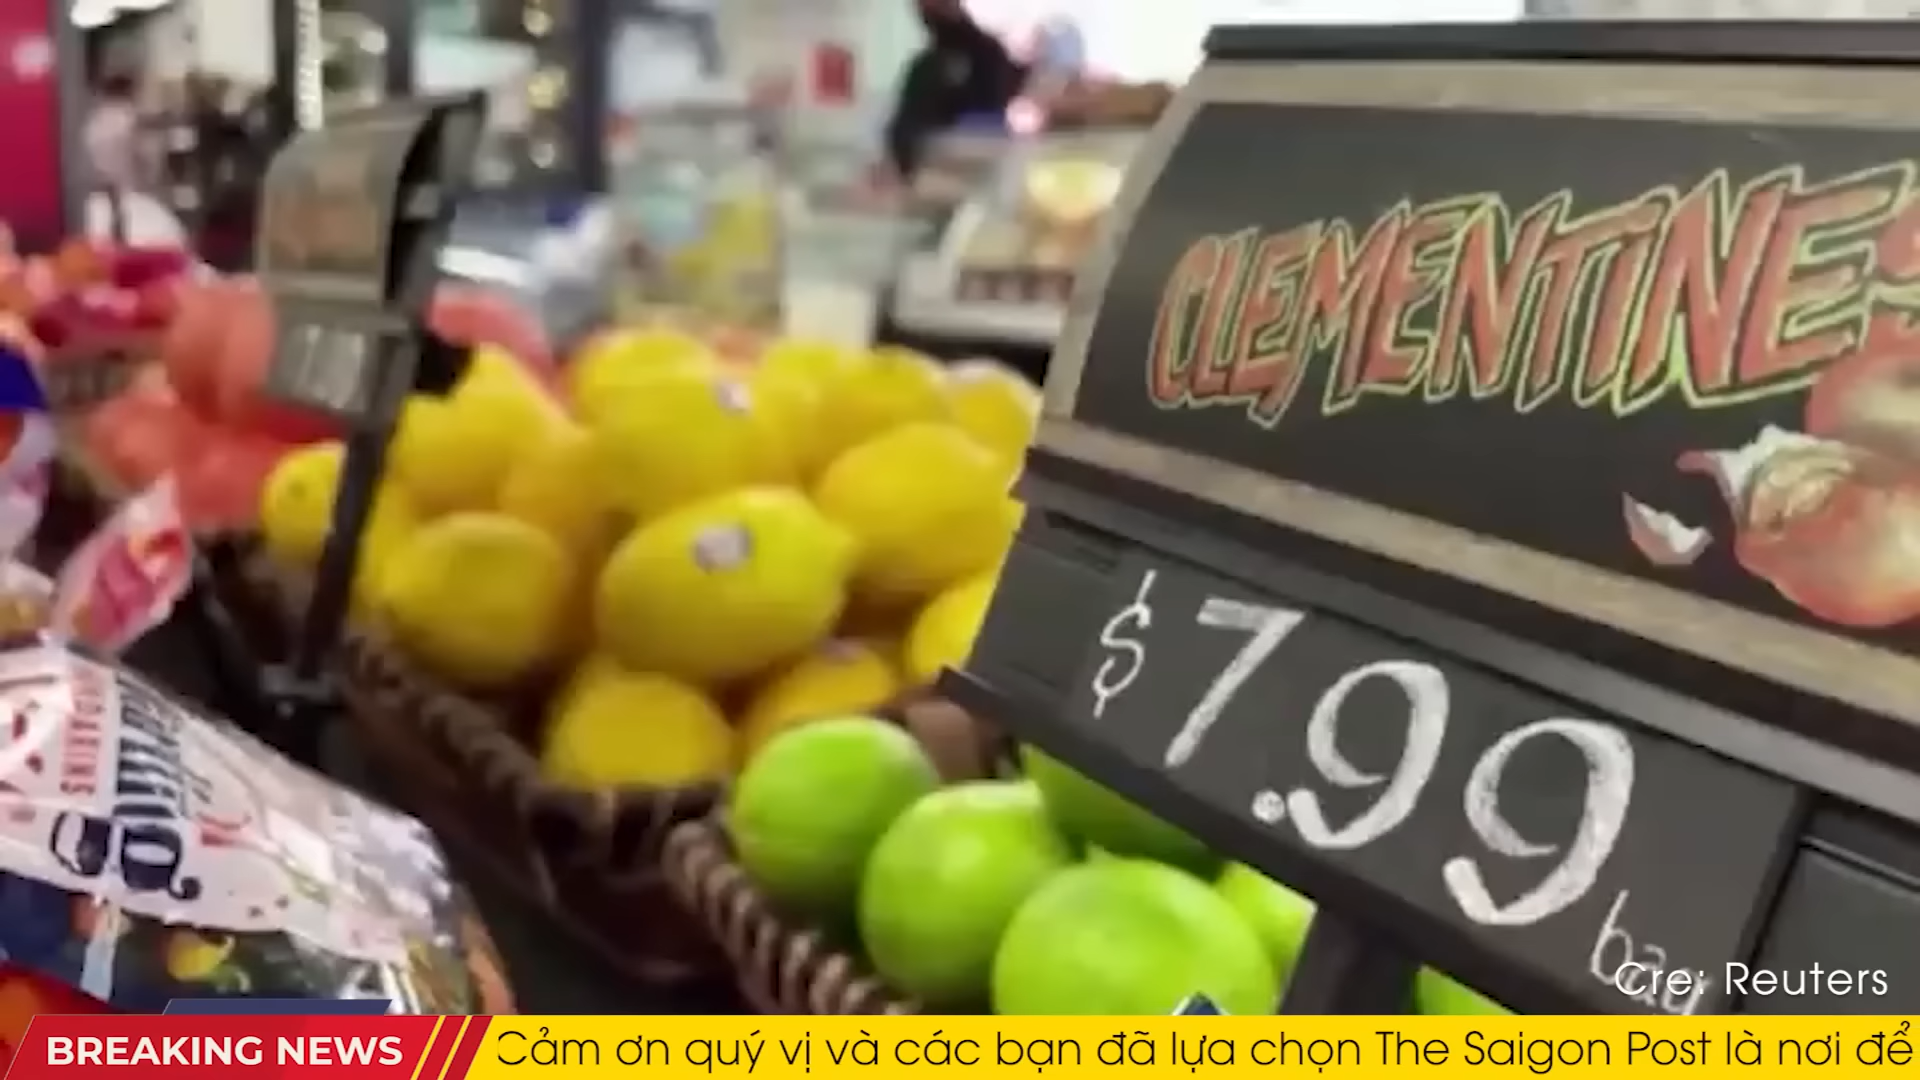 CLEMENTINES
$7.99
bag
Cre: Reuters
BREAKING NEWS
Cảm ơn quý vị và các bạn đã lựa chọn The Saigon Post là nơi để